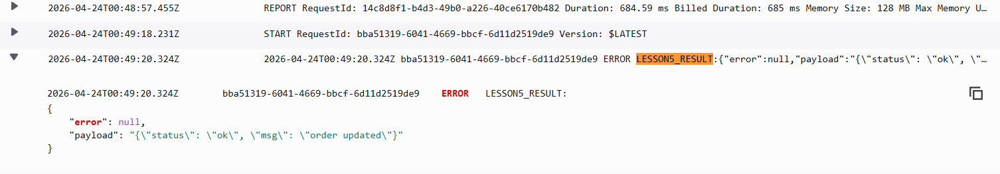 2026-04-24T00:48:57.455Z REPORT RequestId: 14c8d8f1-b4d3-49b0-a226-40ce6170b482 Duration: 684.59 ms Billed Duration: 685 ms Memory Size: 128 MB Max Memory U…
2026-04-24T00:49:18.231Z START RequestId: bba51319-6041-4669-bbcf-6d11d2519de9 Version: $LATEST
2026-04-24T00:49:20.324Z 2026-04-24T00:49:20.324Z bba51319-6041-4669-bbcf-6d11d2519de9 ERROR LESSON5_RESULT:{"error":null,"payload":"{\"status\": \"ok\", \"…
2026-04-24T00:49:20.324Z bba51319-6041-4669-bbcf-6d11d2519de9 ERROR LESSON5_RESULT:
{
"error": null,
"payload": "{\"status\": \"ok\", \"msg\": \"order updated\"}"
}